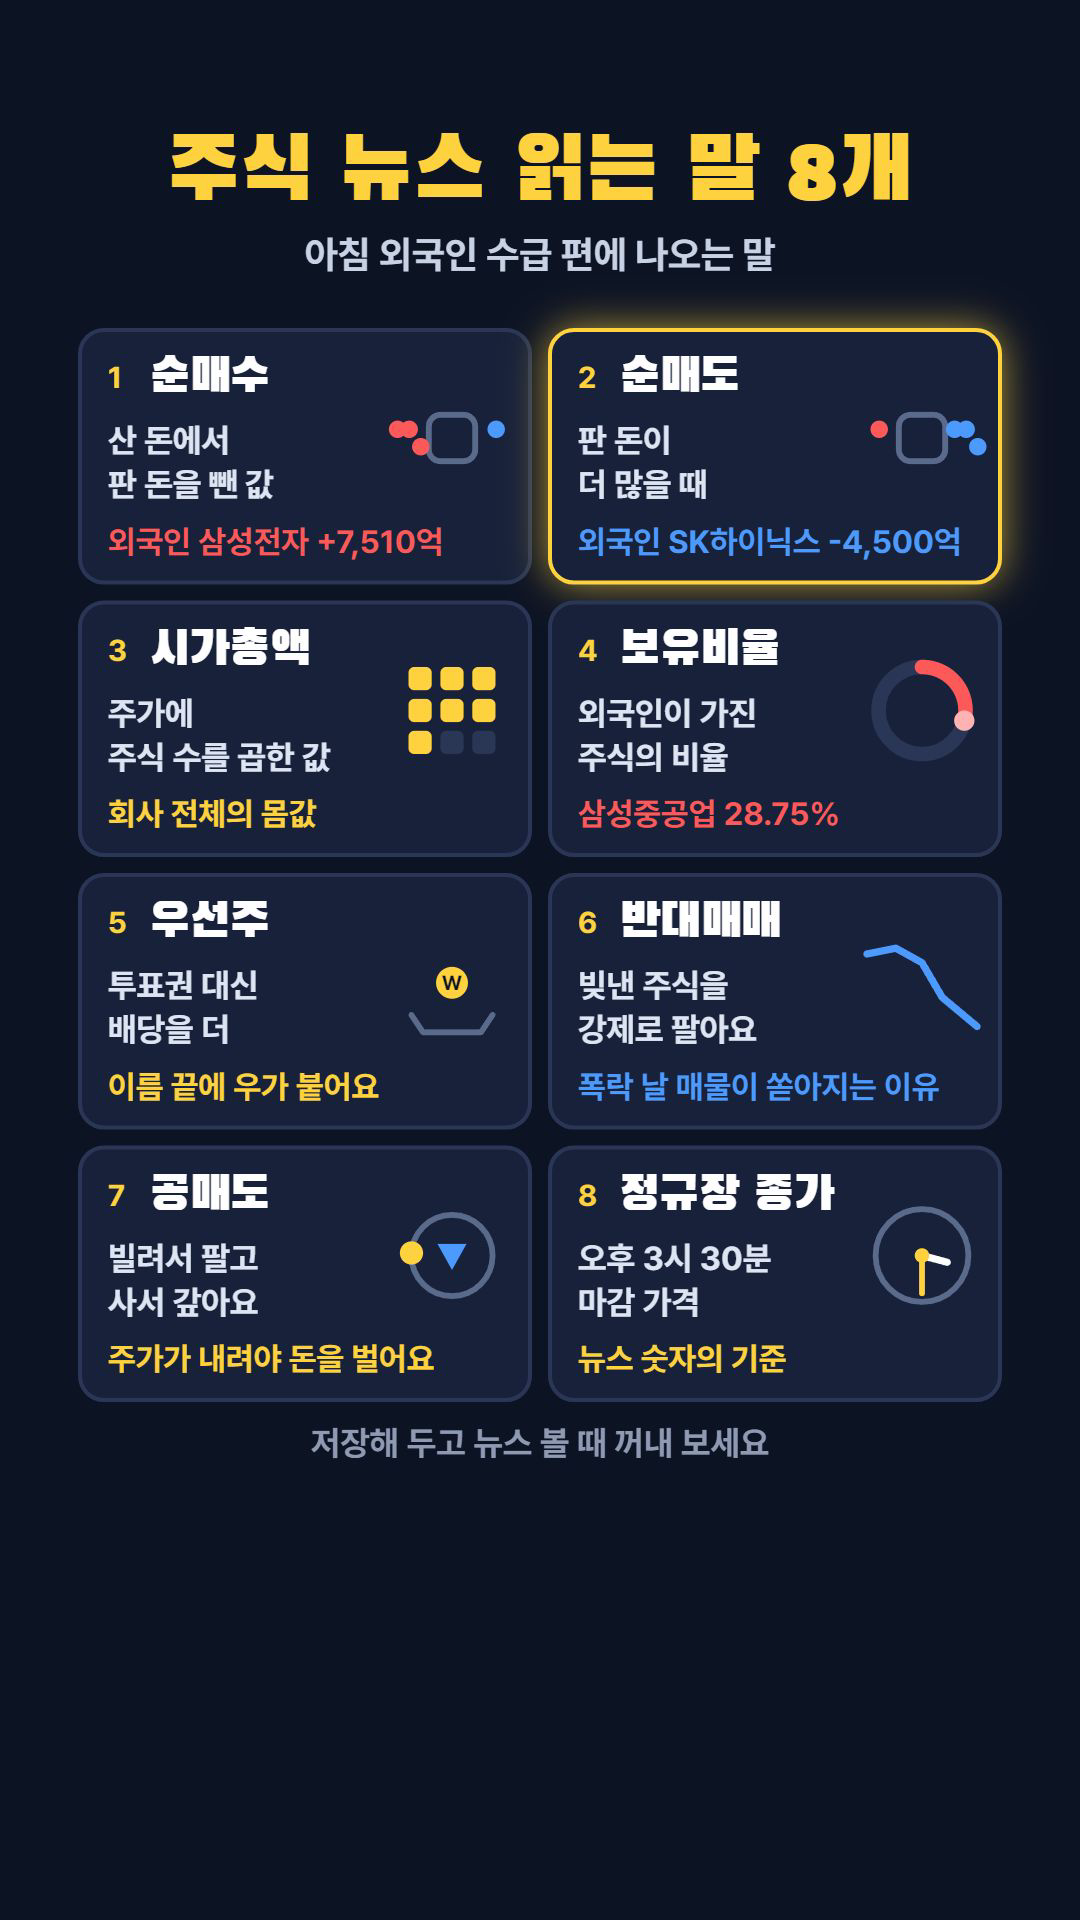 주식 뉴스 읽는 말 8개
아침 외국인 수급 편에 나오는 말
1 순매수
산 돈에서
판 돈을 뺀 값
외국인 삼성전자 +7,510억
2 순매도
판 돈이
더 많을 때
외국인 SK하이닉스 -4,500억
3 시가총액
주가에
주식 수를 곱한 값
회사 전체의 몸값
4 보유비율
외국인이 가진
주식의 비율
삼성중공업 28.75%
5 우선주
투표권 대신
배당을 더
W
이름 끝에 우가 붙어요
6 반대매매
빚낸 주식을
강제로 팔아요
폭락 날 매물이 쏟아지는 이유
7 공매도
빌려서 팔고
사서 갚아요
주가가 내려야 돈을 벌어요
8 정규장 종가
오후 3시 30분
마감 가격
뉴스 숫자의 기준
저장해 두고 뉴스 볼 때 꺼내 보세요